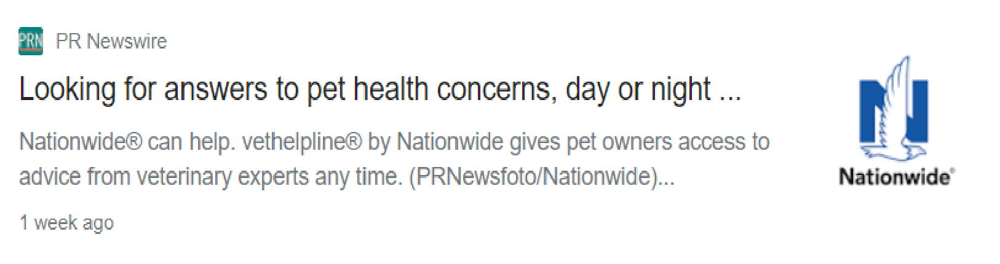 PRN PR Newswire
Looking for answers to pet health concerns, day or night ...
Nationwide® can help. vethelpline® by Nationwide gives pet owners access to
advice from veterinary experts any time. (PRNewsfoto/Nationwide)...
1 week ago
N
Nationwide®